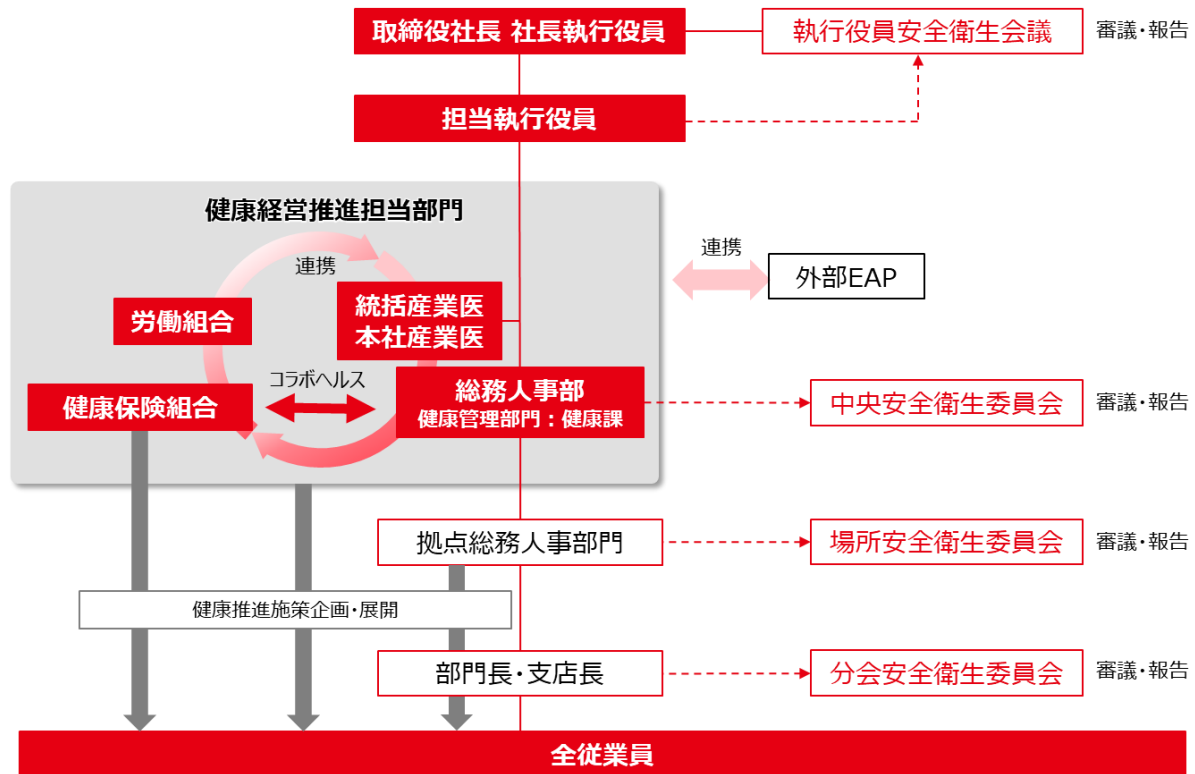 取締役社長 社長執行役員
執行役員安全衛生会議
審議・報告
担当執行役員
健康経営推進担当部門
連携
労働組合
統括産業医
本社産業医
連携
外部EAP
コラボヘルス
健康保険組合
総務人事部
健康管理部門：健康課
中央安全衛生委員会
審議・報告
拠点総務人事部門
場所安全衛生委員会
審議・報告
健康推進施策企画・展開
部門長・支店長
分会安全衛生委員会
審議・報告
全従業員